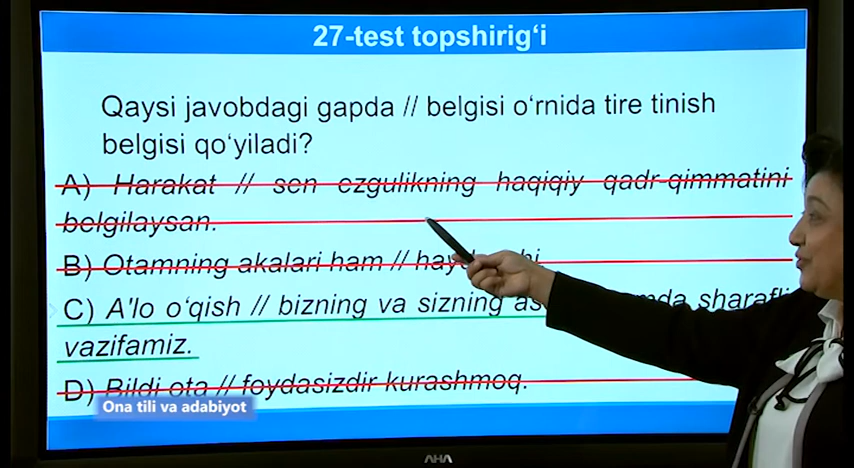 27-test topshirig‘i
Qaysi javobdagi gapda // belgisi o‘rnida tire tinish
belgisi qo‘yiladi?
A) Harakat // sen ezgulikning haqiqiy qadr-qimmatini
belgilaysan.
B) Otamning akalari ham //
C) A'lo o‘qish // bizning va sizning sharafli
vazifamiz.
D) Bildi ota // foydasizdir kurashmoq.
Ona tili va adabiyot
AHA